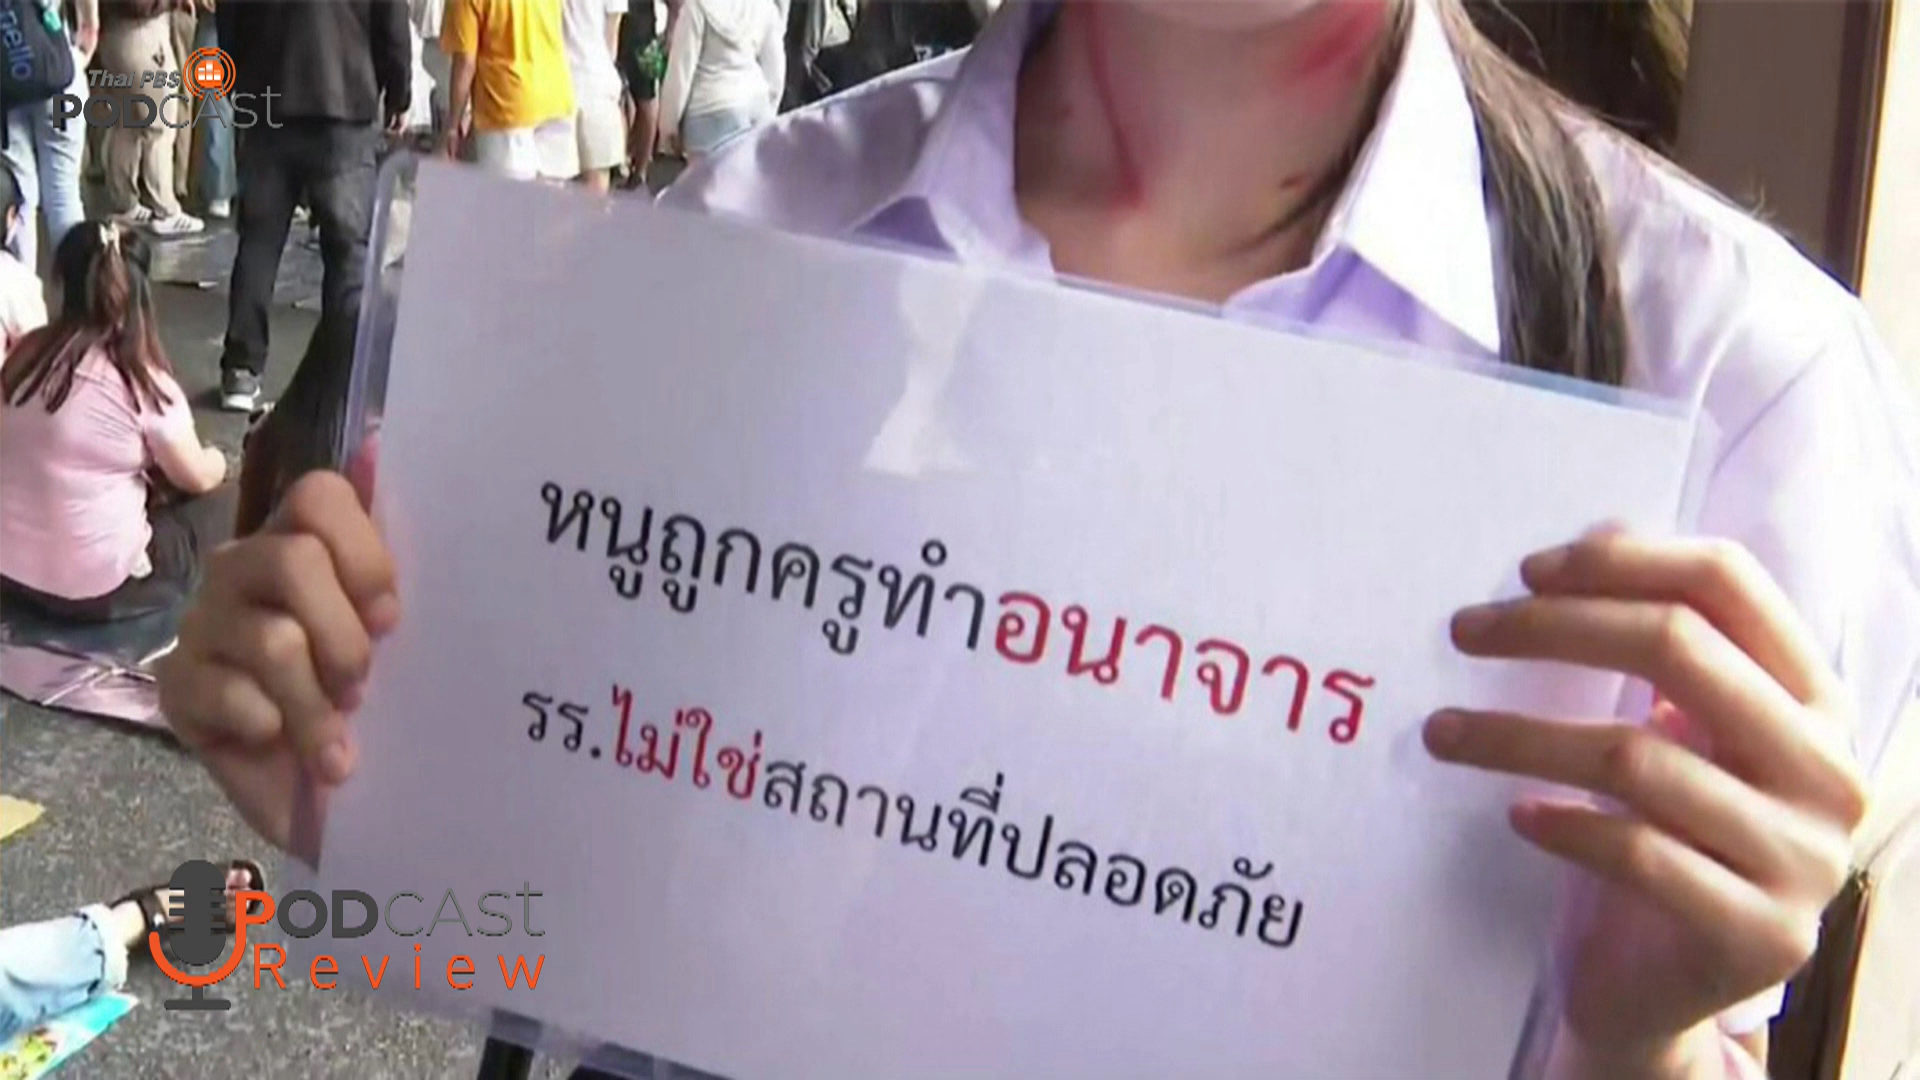 nello
Thai PBS
PODCAST
หนูถูกครูทำอนาจาร
รร.ไม่ใช่สถานที่ปลอดภัย
PODCAST
Review